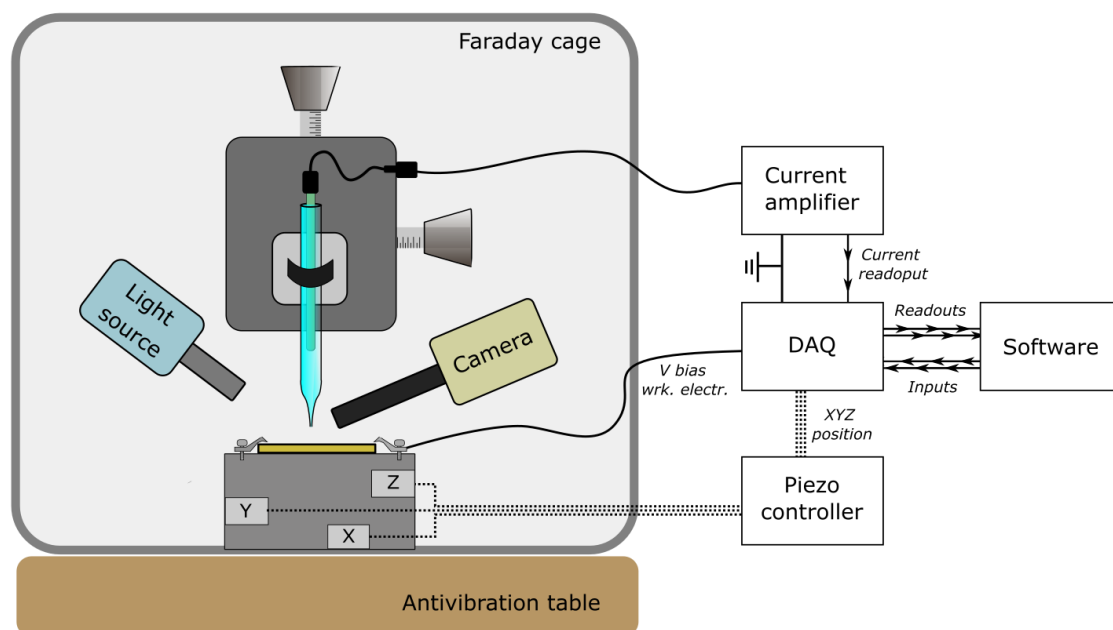 Faraday cage
Current
amplifier
Current
readoput
Light
source
Camera
Readouts
DAQ
Software
Inputs
V bias
wrk. electr.
XYZ
position
Z
Y
X
Piezo
controller
Antivibration table